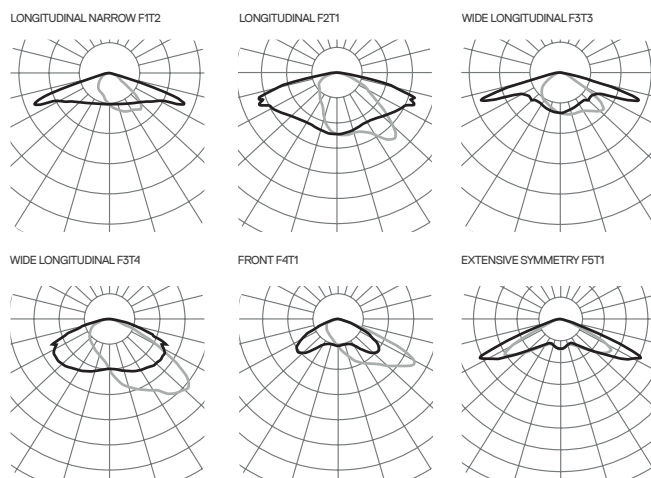 LONGITUDINAL NARROW F1T2
LONGITUDINAL F2T1
WIDE LONGITUDINAL F3T3
WIDE LONGITUDINAL F3T4
FRONT F4T1
EXTENSIVE SYMMETRY F5T1